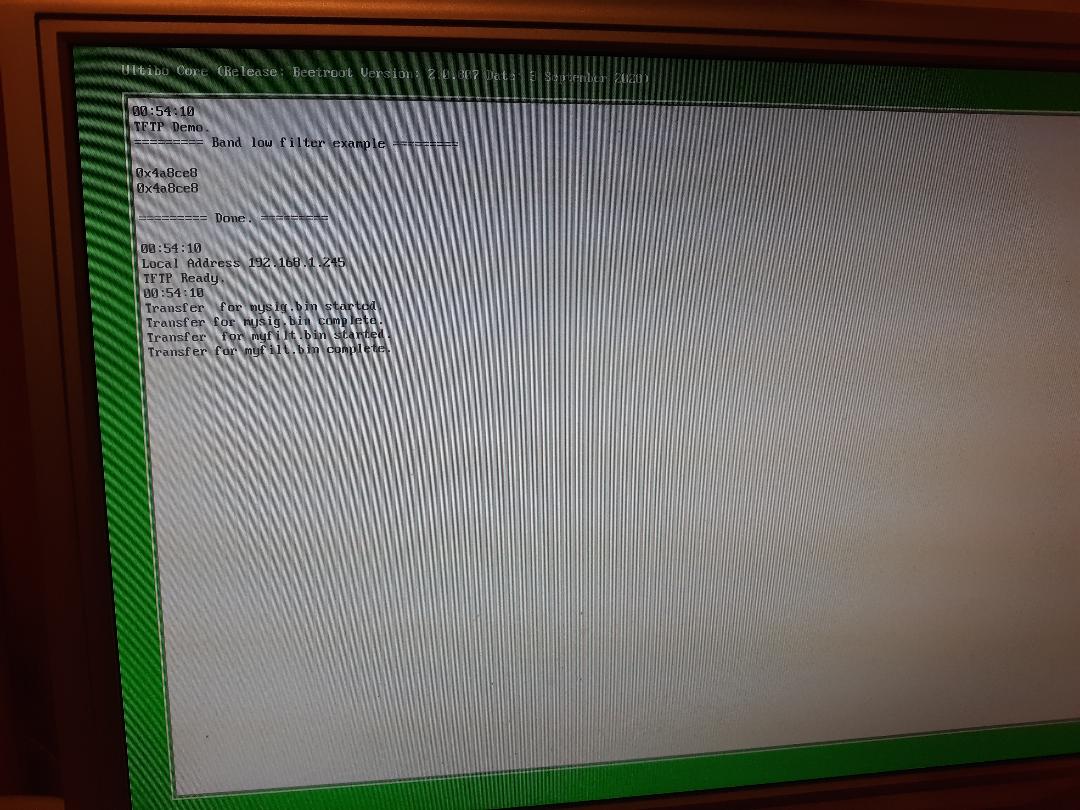 Ultibo Core (Release: Beetroot Version: 2.0.807 Date: 3 September 2020)
00:54:10
TFTP Demo.
========= Band low filter example =========
0x4a8ce8
0x4a8ce8
========= Done. =========
00:54:10
Local Address 192.168.1.245
TFTP Ready.
00:54:10
Transfer  for mysig.bin started.
Transfer for mysig.bin complete.
Transfer  for myfilt.bin started.
Transfer for myfilt.bin complete.